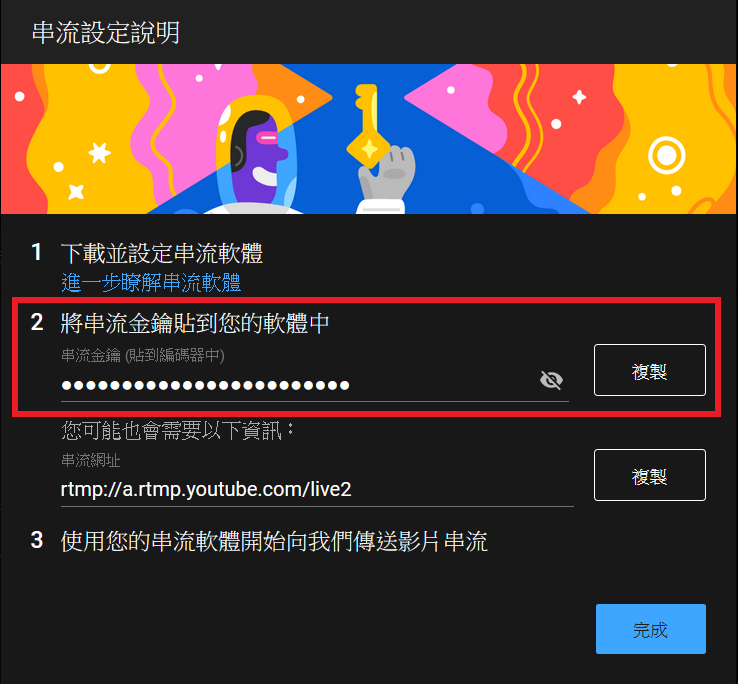 串流設定說明
1 下載並設定串流軟體
進一步瞭解串流軟體
2 將串流金鑰貼到您的軟體中
串流金鑰 (貼到編碼器中)
••••••••••••••••••••••••
複製
您可能也會需要以下資訊：
串流網址
rtmp://a.rtmp.youtube.com/live2
複製
3 使用您的串流軟體開始向我們傳送影片串流
完成